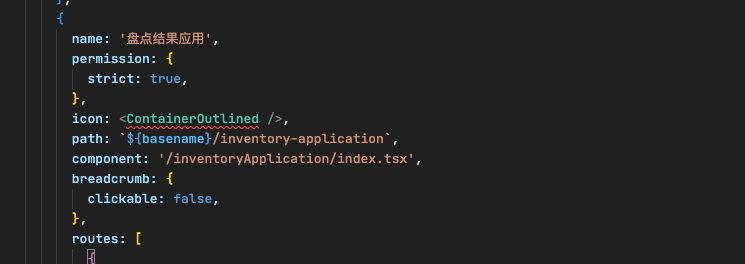 },
{
name: '盘点结果应用',
permission: {
strict: true,
},
icon: <ContainerOutlined />,
path: `${basename}/inventory-application`,
component: '/inventoryApplication/index.tsx',
breadcrumb: {
clickable: false,
},
routes: [
{